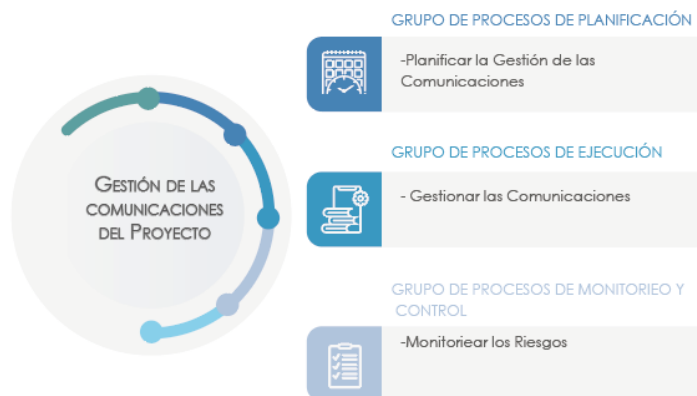 GESTIÓN DE LAS
COMUNICACIONES
DEL PROYECTO
GRUPO DE PROCESOS DE PLANIFICACIÓN
-Planificar la Gestión de las
Comunicaciones
GRUPO DE PROCESOS DE EJECUCIÓN
- Gestionar las Comunicaciones
GRUPO DE PROCESOS DE MONITORIEO Y
CONTROL
-Monitoriear los Riesgos